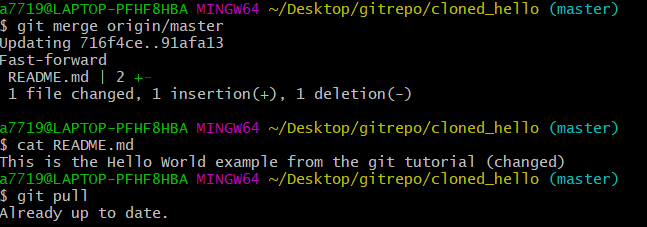 a7719@LAPTOP-PFHF8HBA MINGW64 ~/Desktop/gitrepo/cloned_hello (master)
$ git merge origin/master
Updating 716f4ce..91afa13
Fast-forward
 README.md | 2 +-
 1 file changed, 1 insertion(+), 1 deletion(-)
a7719@LAPTOP-PFHF8HBA MINGW64 ~/Desktop/gitrepo/cloned_hello (master)
$ cat README.md
This is the Hello World example from the git tutorial (changed)
a7719@LAPTOP-PFHF8HBA MINGW64 ~/Desktop/gitrepo/cloned_hello (master)
$ git pull
Already up to date.